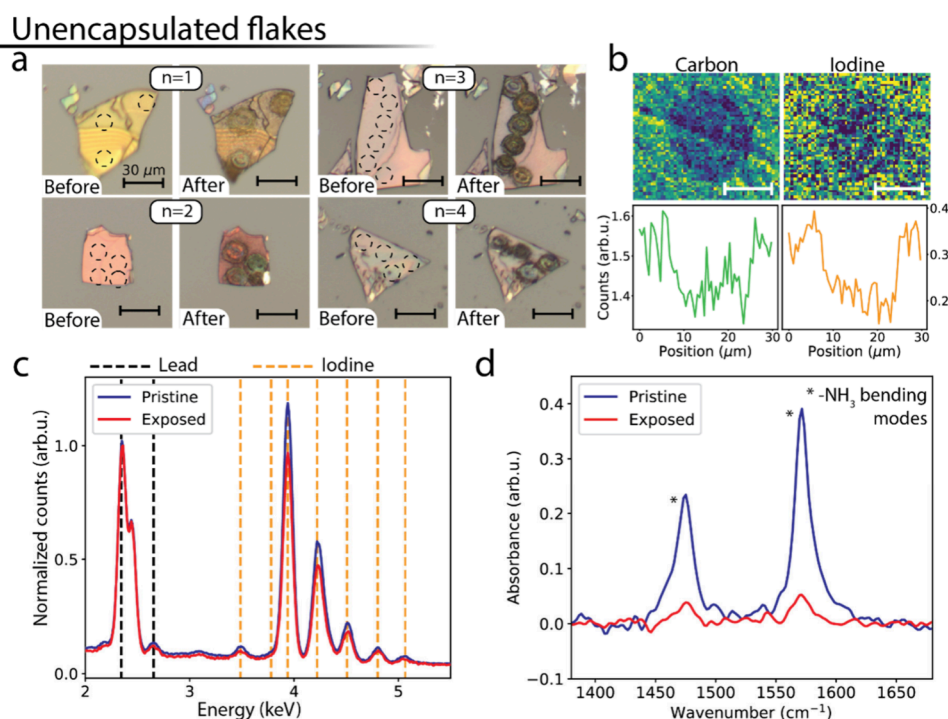 Unencapsulated flakes
a
n=1
n=3
30 μm
Before
After
Before
After
n=2
n=4
Before
After
Before
After
b
Carbon
Iodine
Counts (arb.u.)
1.6
1.5
1.4
0.4
0.3
0.2
0
10
20
30
0
10
20
30
Position (μm)
Position (μm)
c
Lead
Iodine
Pristine
Exposed
Normalized counts (arb.u.)
1.0
0.5
0.0
2
3
4
5
Energy (keV)
d
Pristine
Exposed
* -NH₃ bending
modes
*
*
Absorbance (arb.u.)
0.4
0.3
0.2
0.1
0.0
−0.1
1400
1450
1500
1550
1600
1650
Wavenumber (cm⁻¹)